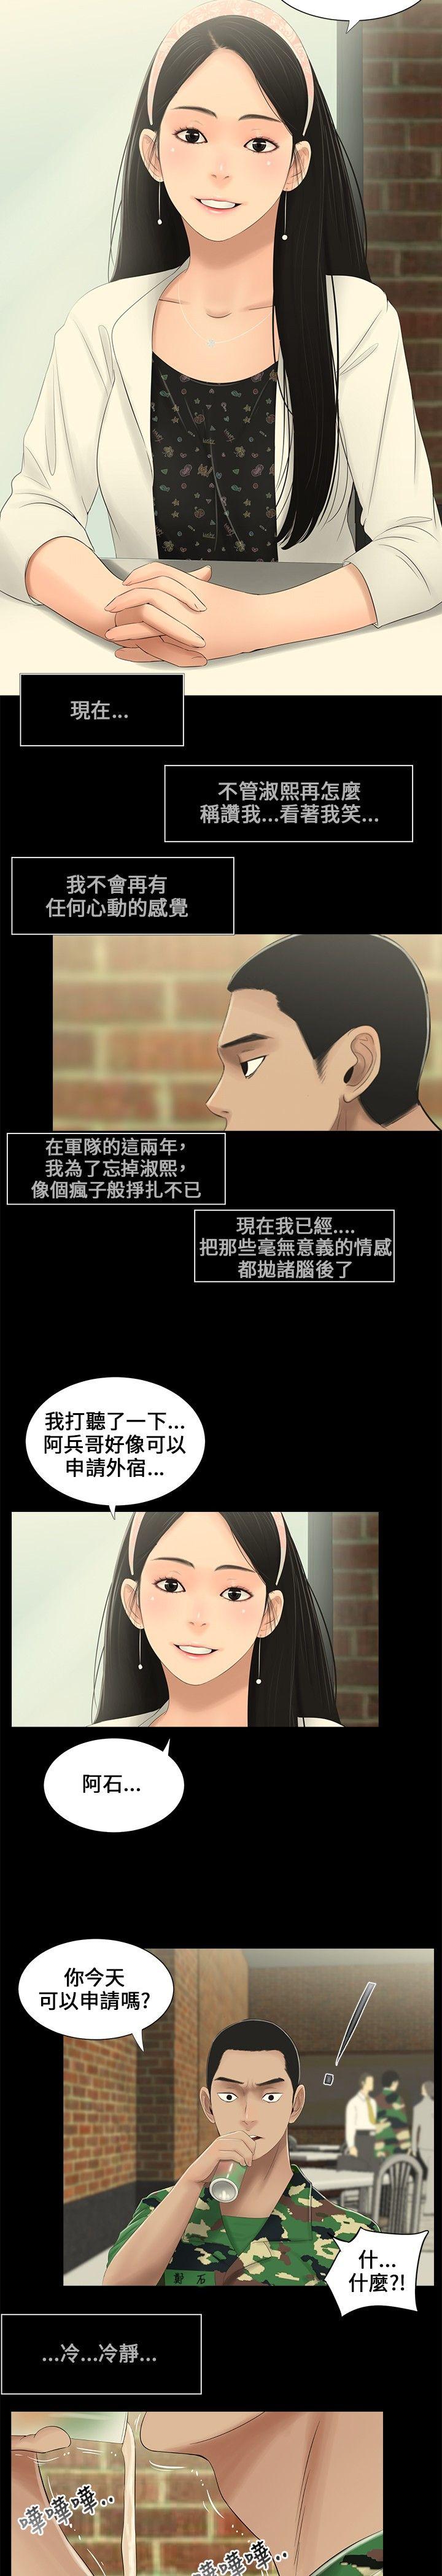 現在...
不管淑熙再怎麼
稱讚我...看著我笑...
我不會再有
任何心動的感覺
在軍隊的這兩年,
我為了忘掉淑熙,
像個瘋子般掙扎不已
現在我已經....
把那些毫無意義的情感
都拋諸腦後了
我打聽了一下...
阿兵哥好像可以
申請外宿...
阿石...
你今天
可以申請嗎?
什...
什麼?!
鄭 石
...冷...冷靜...
嘩嘩嘩..
嘩嘩嘩..